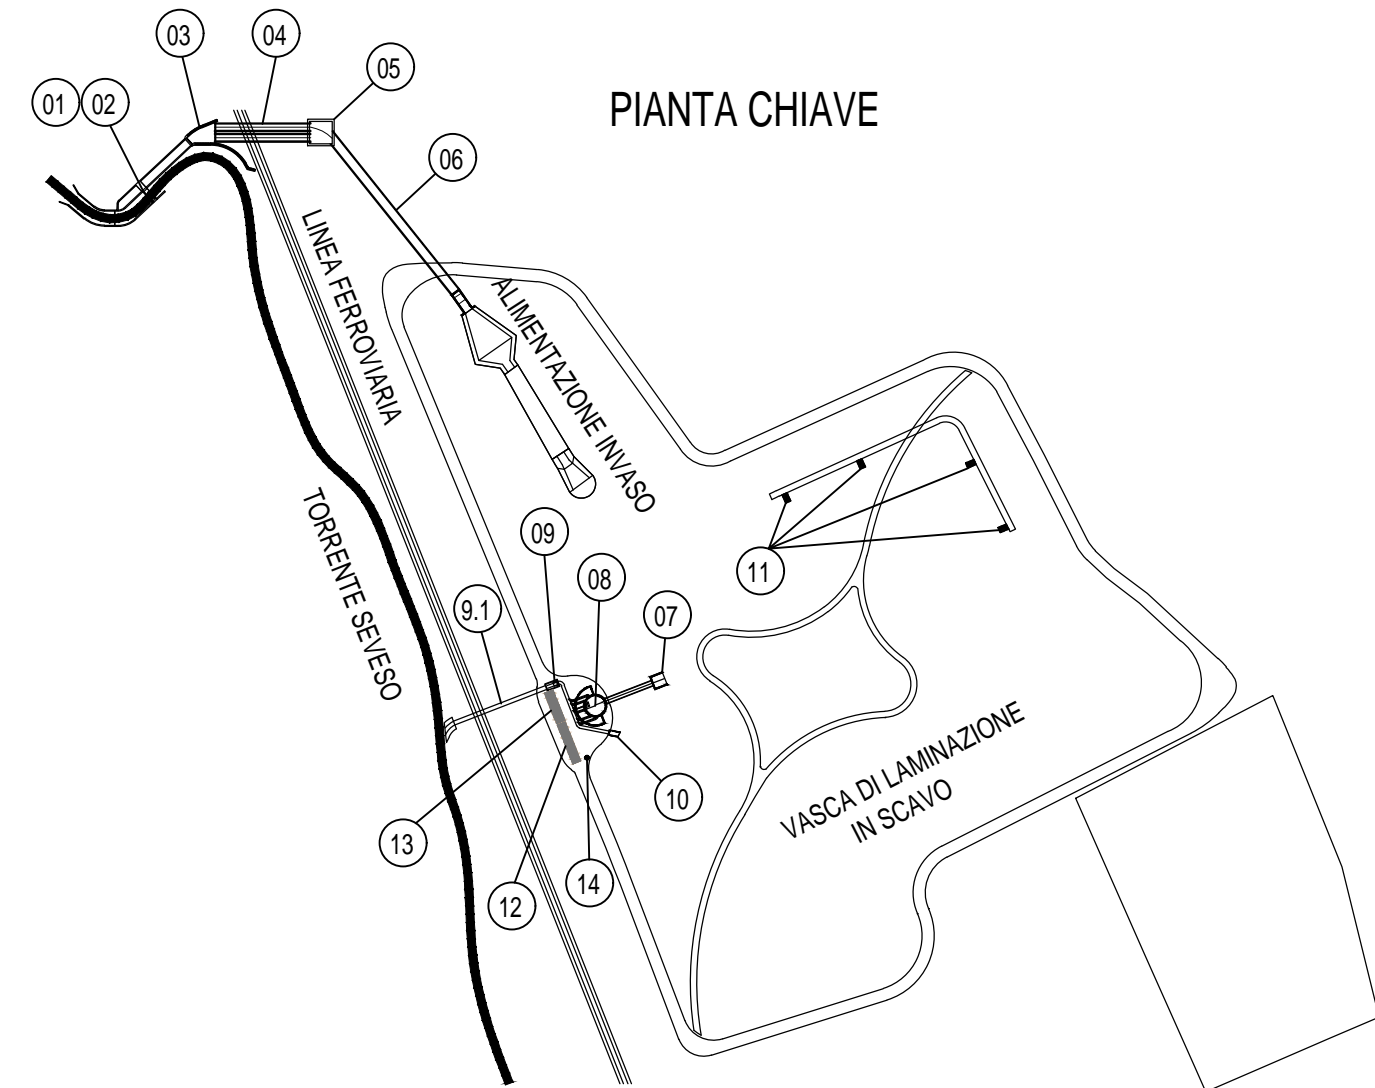 03
04
05
01
02
PIANTA CHIAVE
06
LINEA FERROVIARIA
ALIMENTAZIONE INVASO
TORRENTE SEVESO
09
08
11
9.1
07
VASCA DI LAMINAZIONE
IN SCAVO
10
13
14
12